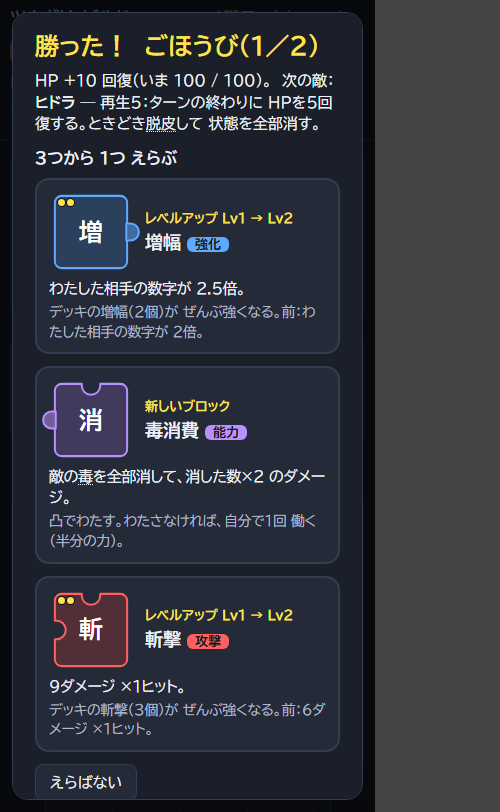 勝った！ ごほうび(1／2)
HP +10 回復(いま 100 / 100)。 次の敵：
ヒドラ — 再生5：ターンの終わりに HPを5回
復する。ときどき脱皮して 状態を全部消す。
3つから 1つ えらぶ
増
レベルアップ Lv1 → Lv2
増幅 強化
わたした相手の数字が 2.5倍。
デッキの増幅(2個)が ぜんぶ強くなる。前：わ
たした相手の数字が 2倍。
消
新しいブロック
毒消費 能力
敵の毒を全部消して、消した数×2 のダメー
ジ。
凸でわたす。わたさなければ、自分で1回 働く
(半分の力)。
斬
レベルアップ Lv1 → Lv2
斬撃 攻撃
9ダメージ ×1ヒット。
デッキの斬撃(3個)が ぜんぶ強くなる。前：6ダ
メージ ×1ヒット。
えらばない